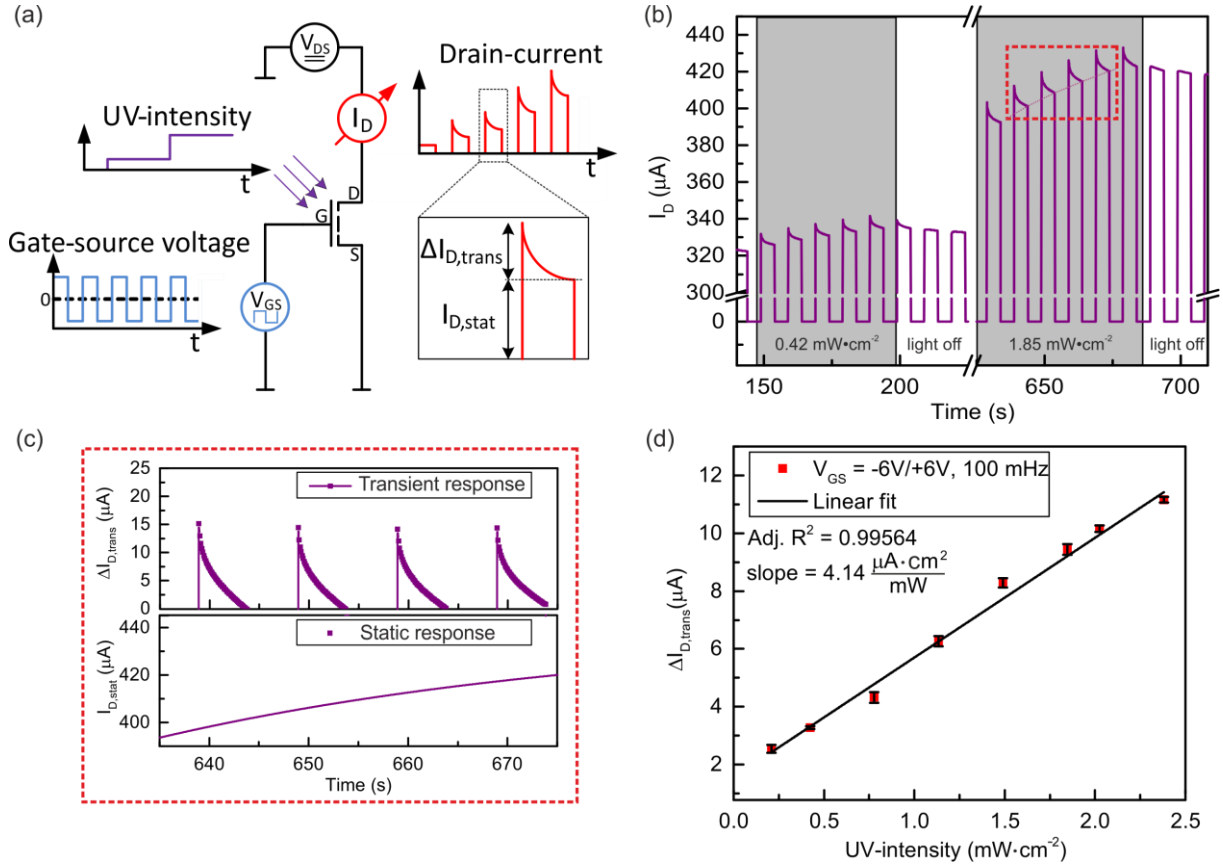 (a)
V_DS
Drain-current
I_D
t
UV-intensity
t
D
G
S
Gate-source voltage
0
t
V_GS
ΔI_D,trans
I_D,stat
(b)
I_D (µA)
440
420
400
380
360
340
320
300
0
0.42 mW•cm⁻²
light off
1.85 mW•cm⁻²
light off
150
200
650
700
Time (s)
(c)
Transient response
ΔI_D,trans (µA)
25
20
15
10
5
0
Static response
I_D,stat (µA)
440
420
400
640
650
660
670
Time (s)
(d)
V_GS = -6V/+6V, 100 mHz
Linear fit
Adj. R² = 0.99564
slope = 4.14 µA·cm²/mW
ΔI_D,trans(µA)
12
10
8
6
4
2
0.0
0.5
1.0
1.5
2.0
2.5
UV-intensity (mW·cm⁻²)